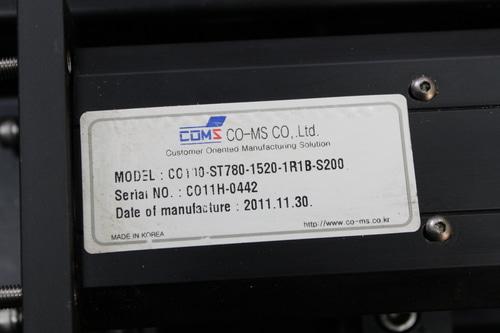 COMS CO-MS CO,.Ltd.
Customer Oriented Manufacturing Solution
MODEL : CO110-ST780-1520-1R1B-S200
Serial NO. : CO11H-0442
Date of manufacture : 2011.11.30.
MADE IN KOREA
http://www.co-ms.co.kr